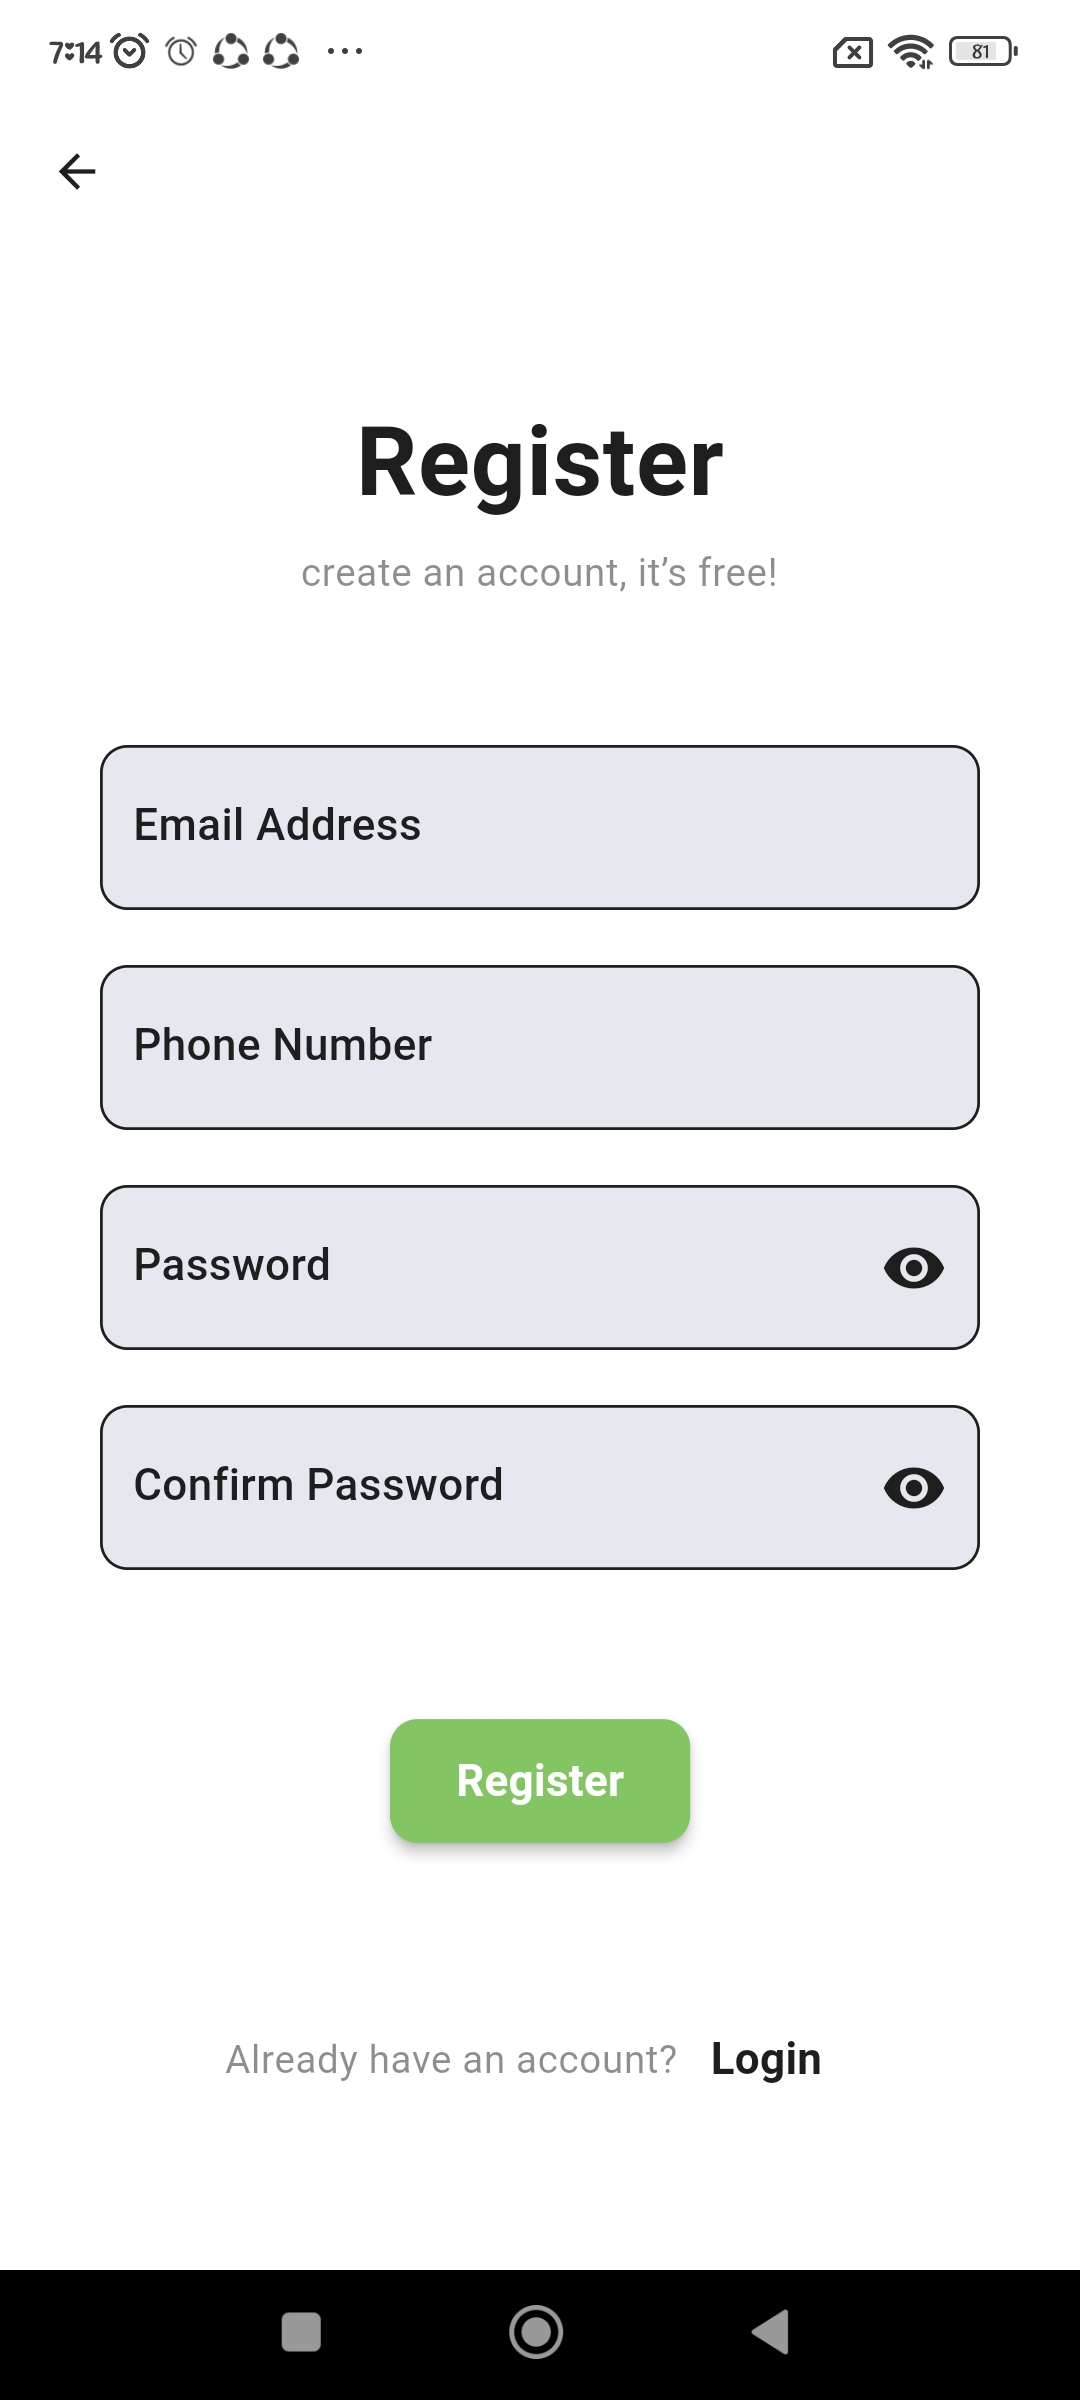 7:14
81
Register
create an account, it’s free!
Email Address
Phone Number
Password
Confirm Password
Register
Already have an account? Login